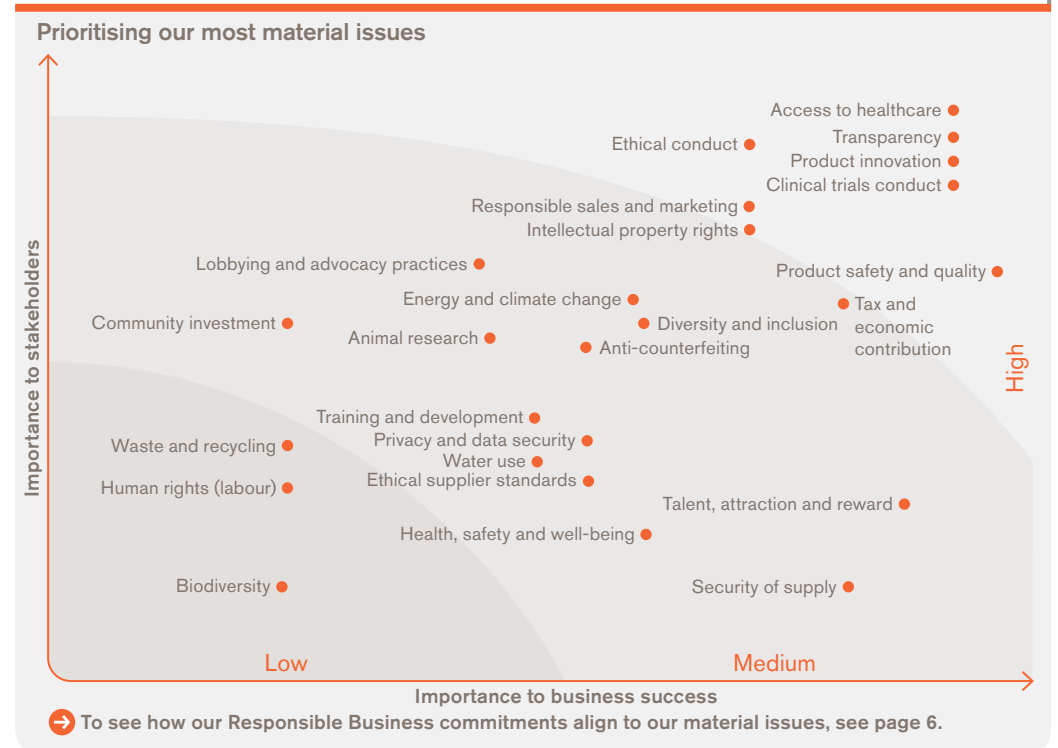 Prioritising our most material issues
Access to healthcare
Ethical conduct
Transparency
Product innovation
Clinical trials conduct
Responsible sales and marketing
Intellectual property rights
Lobbying and advocacy practices
Product safety and quality
Energy and climate change
Tax and
economic
contribution
Community investment
Diversity and inclusion
Animal research
Anti-counterfeiting
High
Importance to stakeholders
Training and development
Waste and recycling
Privacy and data security
Water use
Ethical supplier standards
Human rights (labour)
Talent, attraction and reward
Health, safety and well-being
Biodiversity
Security of supply
Low
Medium
Importance to business success
To see how our Responsible Business commitments align to our material issues, see page 6.